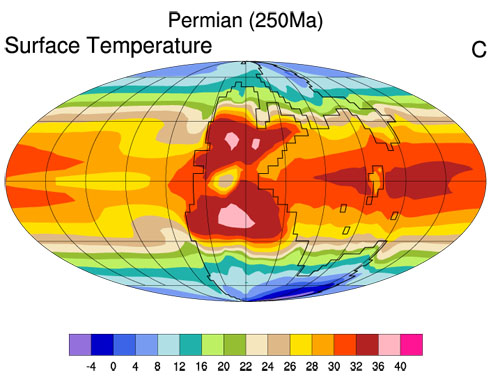 Permian (250Ma)
Surface Temperature C
-4 0 4 8 12 16 20 22 24 26 28 30 32 36 40